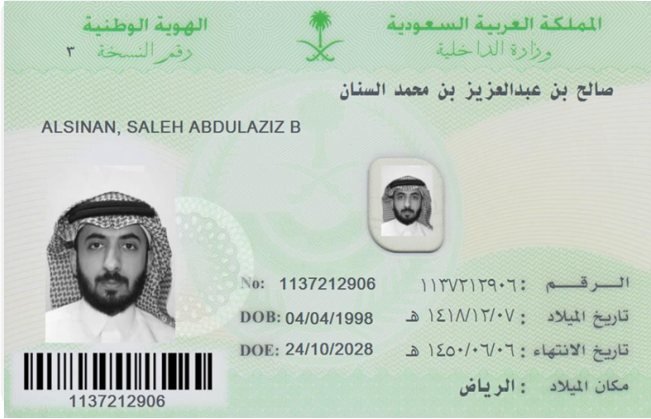 المملكة العربية السعودية
وزارة الداخلية
الهوية الوطنية
رقم النسخة ٣
صالح بن عبدالعزيز بن محمد السنان
ALSINAN, SALEH ABDULAZIZ B
الـرقـم : ١١٣٧٢١٢٩٠٦ No: 1137212906
تاريخ الميلاد : ١٤١٨/١٢/٠٧ هـ DOB: 04/04/1998
تاريخ الانتهاء : ١٤٥٠/٠٦/٠٦ هـ DOE: 24/10/2028
مكان الميلاد : الرياض
1137212906